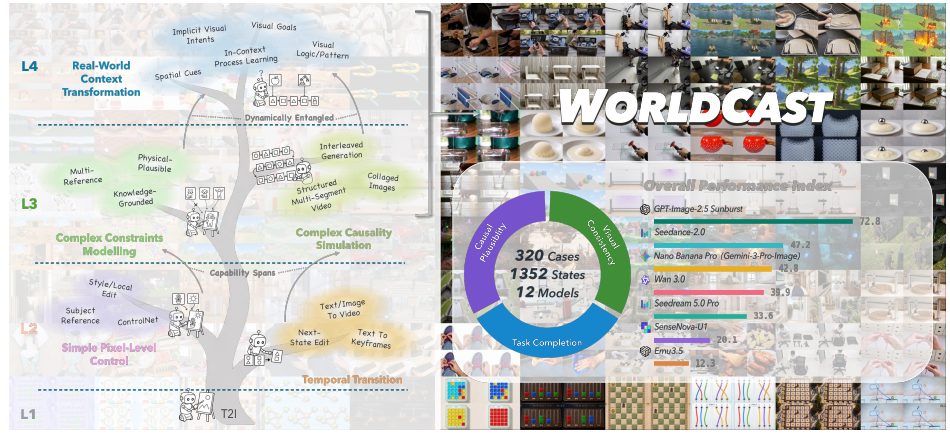 L4
Real-World
Context
Transformation
Implicit Visual
Intents
Visual Goals
In-Context
Process Learning
Visual
Logic/Pattern
Spatial Cues
Dynamically Entangled
L3
Multi-
Reference
Physical-
Plausible
Knowledge-
Grounded
Complex Constraints
Modelling
Interleaved
Generation
Structured
Multi-Segment
Video
Collaged
Images
Complex Causality
Simulation
Capability Spans
L2
Style/Local
Edit
Subject
Reference
ControlNet
Simple Pixel-Level
Control
Text/Image
To Video
Next-
State Edit
Text To
Keyframes
Temporal Transition
L1
T2I
WORLDCAST
Causal
Plausibility
Visual
Consistency
Task Completion
320 Cases
1352 States
12 Models
Overall Performance Index
GPT-Image-2.5 Sunburst
72.8
Seedance-2.0
47.2
Nano Banana Pro (Gemini-3-Pro-Image)
42.8
Wan 3.0
39.9
Seedream 5.0 Pro
33.6
SenseNova-U1
20.1
Emu3.5
12.3